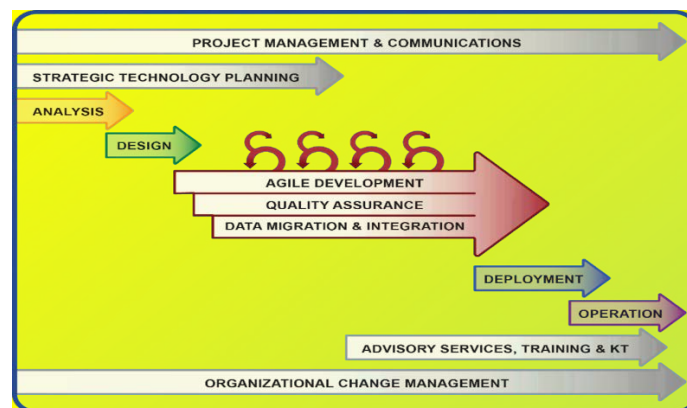 PROJECT MANAGEMENT & COMMUNICATIONS
STRATEGIC TECHNOLOGY PLANNING
ANALYSIS
DESIGN
AGILE DEVELOPMENT
QUALITY ASSURANCE
DATA MIGRATION & INTEGRATION
DEPLOYMENT
OPERATION
ADVISORY SERVICES, TRAINING & KT
ORGANIZATIONAL CHANGE MANAGEMENT